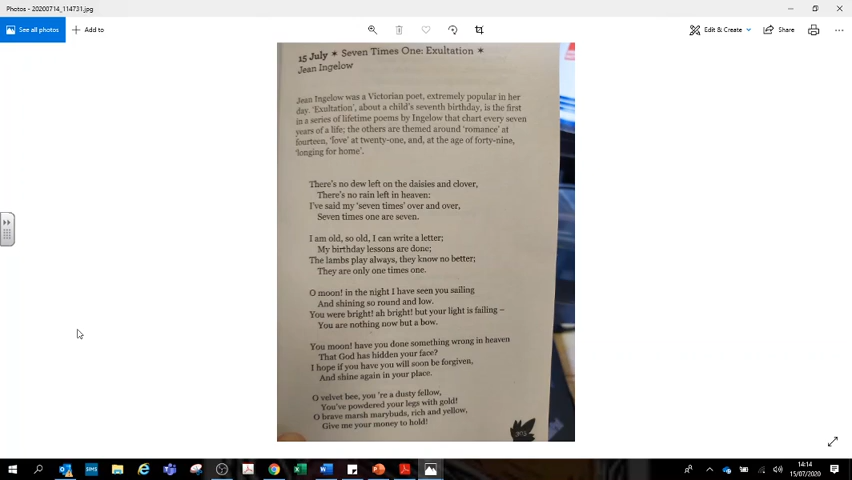 Photos - 20200714_114731.jpg
See all photos
Add to
Edit & Create
Share
15 July ✶ Seven Times One: Exultation ✶
Jean Ingelow
Jean Ingelow was a Victorian poet, extremely popular in her
day. ‘Exultation’, about a child’s seventh birthday, is the first
in a series of lifetime poems by Ingelow that chart every seven
years of a life; the others are themed around ‘romance’ at
fourteen, ‘love’ at twenty-one, and, at the age of forty-nine,
‘longing for home’.
There’s no dew left on the daisies and clover,
There’s no rain left in heaven:
I’ve said my ‘seven times’ over and over,
Seven times one are seven.
I am old, so old, I can write a letter;
My birthday lessons are done;
The lambs play always, they know no better;
They are only one times one.
O moon! in the night I have seen you sailing
And shining so round and low.
You were bright! ah bright! but your light is failing –
You are nothing now but a bow.
You moon! have you done something wrong in heaven
That God has hidden your face?
I hope if you have you will soon be forgiven,
And shine again in your place.
O velvet bee, you ’re a dusty fellow,
You’ve powdered your legs with gold!
O brave marsh marybuds, rich and yellow,
Give me your money to hold!
SIMS
14:14
15/07/2020